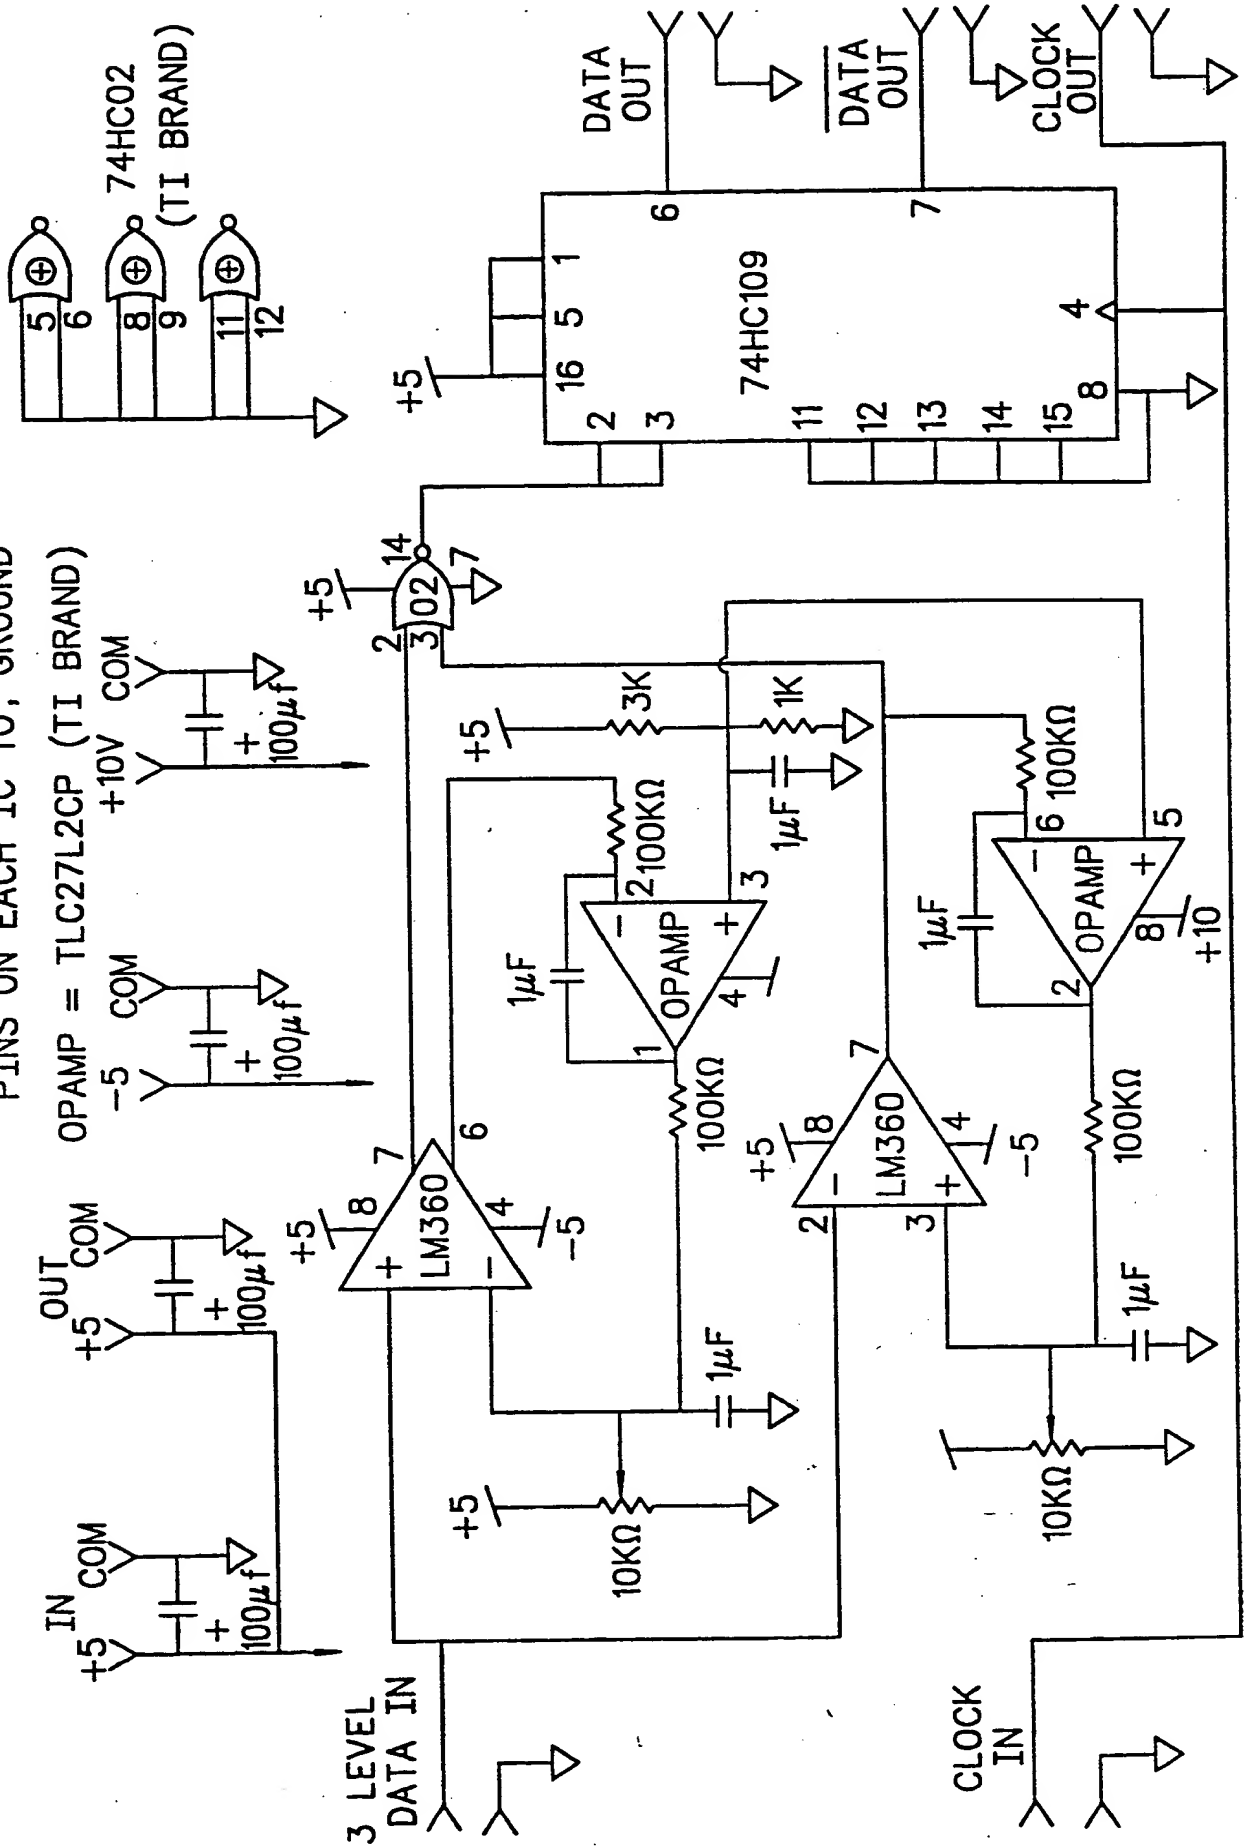 PINS ON EACH IC TO, GROUND
OPAMP = TLC27L2CP (TI BRAND)
IN
+5
COM
+
100µf
OUT
+5
COM
+
100µf
-5
COM
+
100µf
+10V
COM
+
100µf
5
6
8
9
11
12
74HC02
(TI BRAND)
3 LEVEL
DATA IN
+5
8
7
+
LM360
-
6
4
-5
+5
2
3
02
14
7
+5
16
5
1
2
3
6
74HC109
7
11
12
13
14
15
8
4
DATA
OUT
DATA
OUT
CLOCK
OUT
+5
10KΩ
1µF
100KΩ
1µF
1
-
2
OPAMP
+
3
4
100KΩ
+5
3K
1K
1µF
+5
8
7
2
-
LM360
3
+
4
-5
1µF
2
-
6
OPAMP
+
5
8
+10
100KΩ
100KΩ
1µF
10KΩ
CLOCK
IN